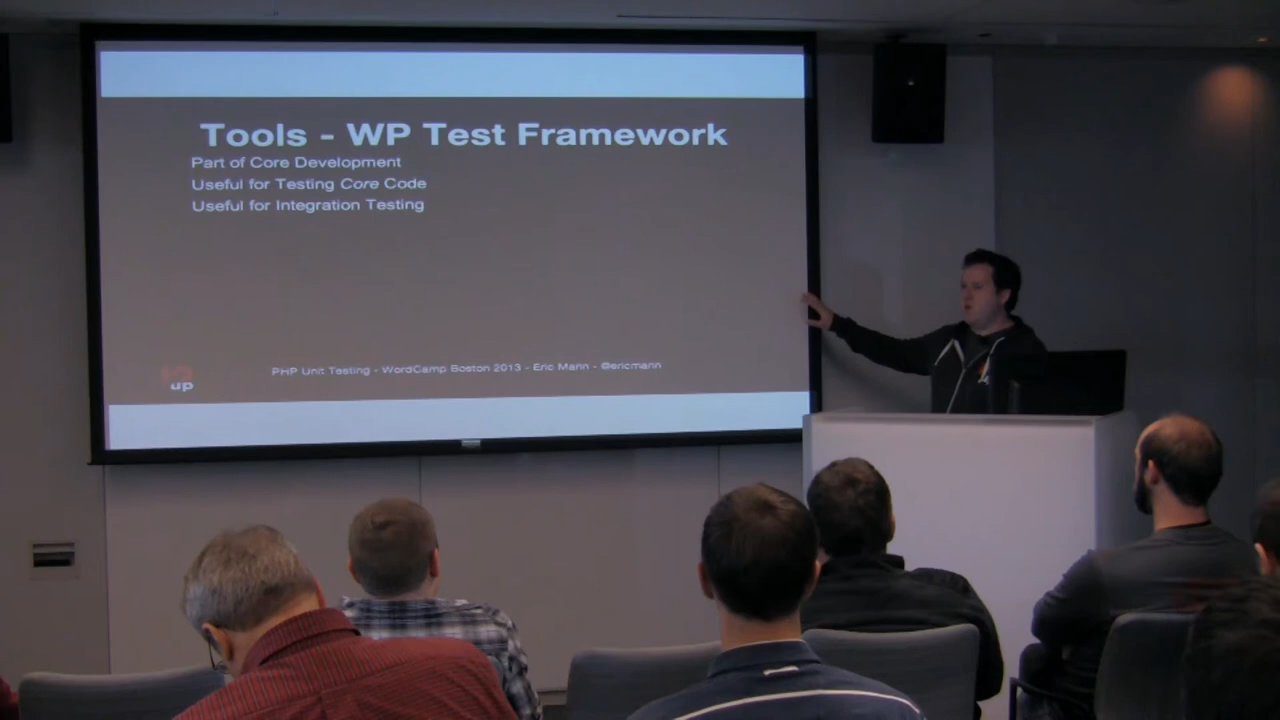 Tools - WP Test Framework
Part of Core Development
Useful for Testing Core Code
Useful for Integration Testing
up
PHP Unit Testing - WordCamp Boston 2013 - Eric Mann - @ericmann